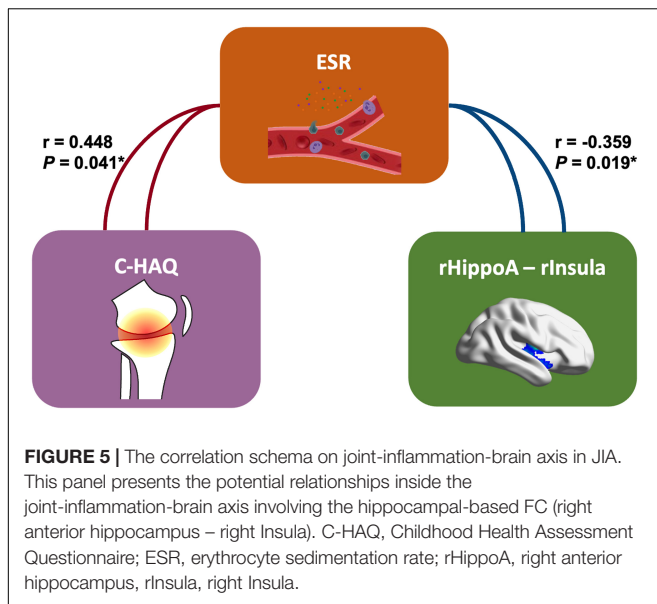 ESR
r = 0.448
P = 0.041*
r = -0.359
P = 0.019*
C-HAQ
rHippoA – rInsula
FIGURE 5 | The correlation schema on joint-inflammation-brain axis in JIA.
This panel presents the potential relationships inside the
joint-inflammation-brain axis involving the hippocampal-based FC (right
anterior hippocampus – right Insula). C-HAQ, Childhood Health Assessment
Questionnaire; ESR, erythrocyte sedimentation rate; rHippoA, right anterior
hippocampus, rInsula, right Insula.